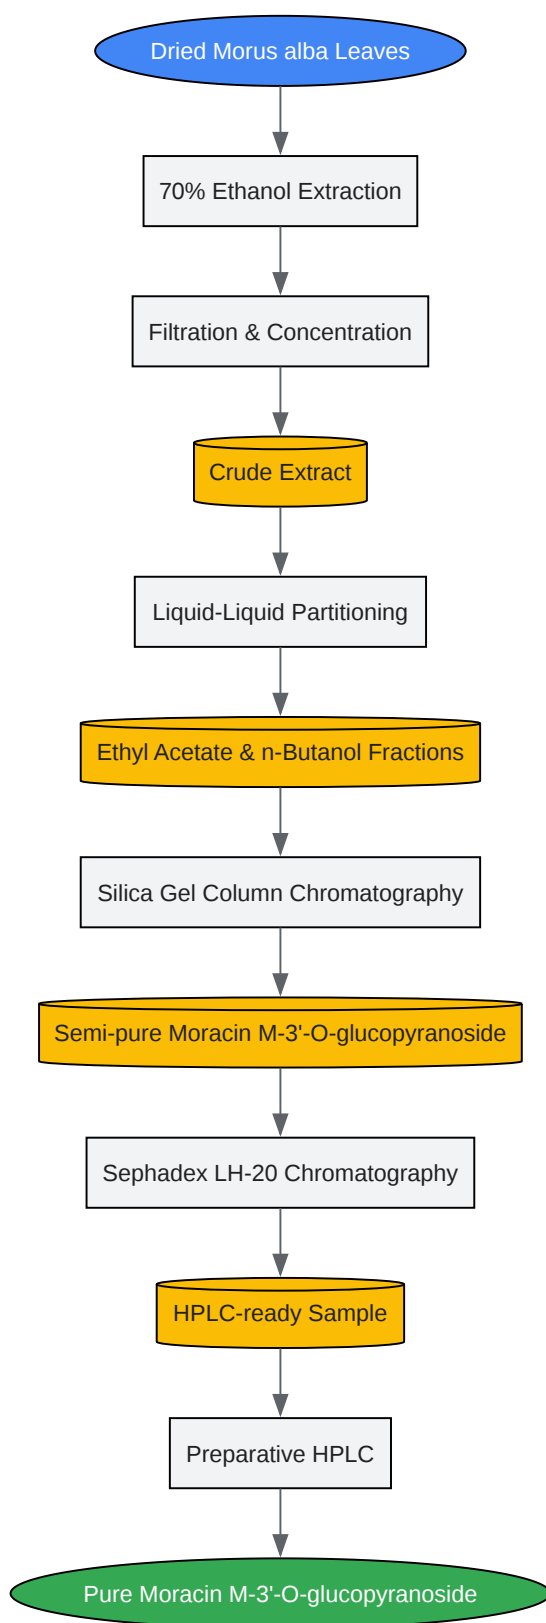 Dried Morus alba Leaves
70% Ethanol Extraction
Filtration & Concentration
Crude Extract
Liquid-Liquid Partitioning
Ethyl Acetate & n-Butanol Fractions
Silica Gel Column Chromatography
Semi-pure Moracin M-3'-O-glucopyranoside
Sephadex LH-20 Chromatography
HPLC-ready Sample
Preparative HPLC
Pure Moracin M-3'-O-glucopyranoside